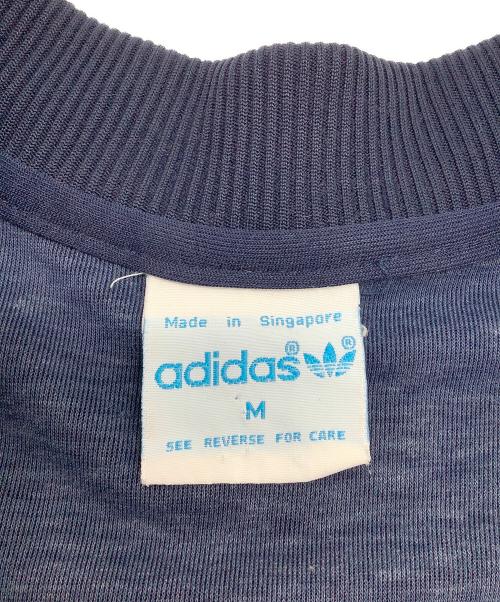 Made in Singapore
adidas®®
M
SEE REVERSE FOR CARE